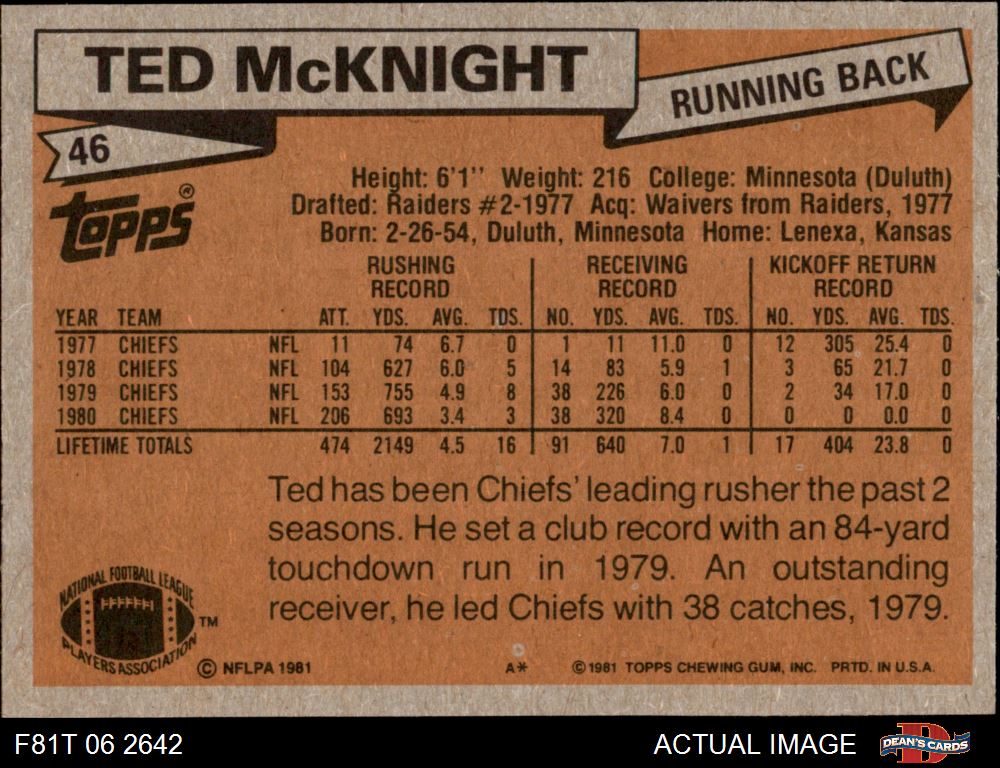 TED McKNIGHT
RUNNING BACK
46
TOPPS®
Height: 6'1'' Weight: 216 College: Minnesota (Duluth)
Drafted: Raiders #2-1977 Acq: Waivers from Raiders, 1977
Born: 2-26-54, Duluth, Minnesota Home: Lenexa, Kansas
RUSHING RECORD RECEIVING RECORD KICKOFF RETURN RECORD
YEAR TEAM ATT. YDS. AVG. TDS. NO. YDS. AVG. TDS. NO. YDS. AVG. TDS.
1977 CHIEFS NFL 11 74 6.7 0 1 11 11.0 0 12 305 25.4 0
1978 CHIEFS NFL 104 627 6.0 5 14 83 5.9 1 3 65 21.7 0
1979 CHIEFS NFL 153 755 4.9 8 38 226 6.0 0 2 34 17.0 0
1980 CHIEFS NFL 206 693 3.4 3 38 320 8.4 0 0 0 0.0 0
LIFETIME TOTALS 474 2149 4.5 16 91 640 7.0 1 17 404 23.8 0
Ted has been Chiefs' leading rusher the past 2
seasons. He set a club record with an 84-yard
touchdown run in 1979. An outstanding
receiver, he led Chiefs with 38 catches, 1979.
NATIONAL FOOTBALL LEAGUE
PLAYERS ASSOCIATION
TM
© NFLPA 1981 A* © 1981 TOPPS CHEWING GUM, INC. PRTD. IN U.S.A.
F81T 06 2642 ACTUAL IMAGE DEAN'S CARDS